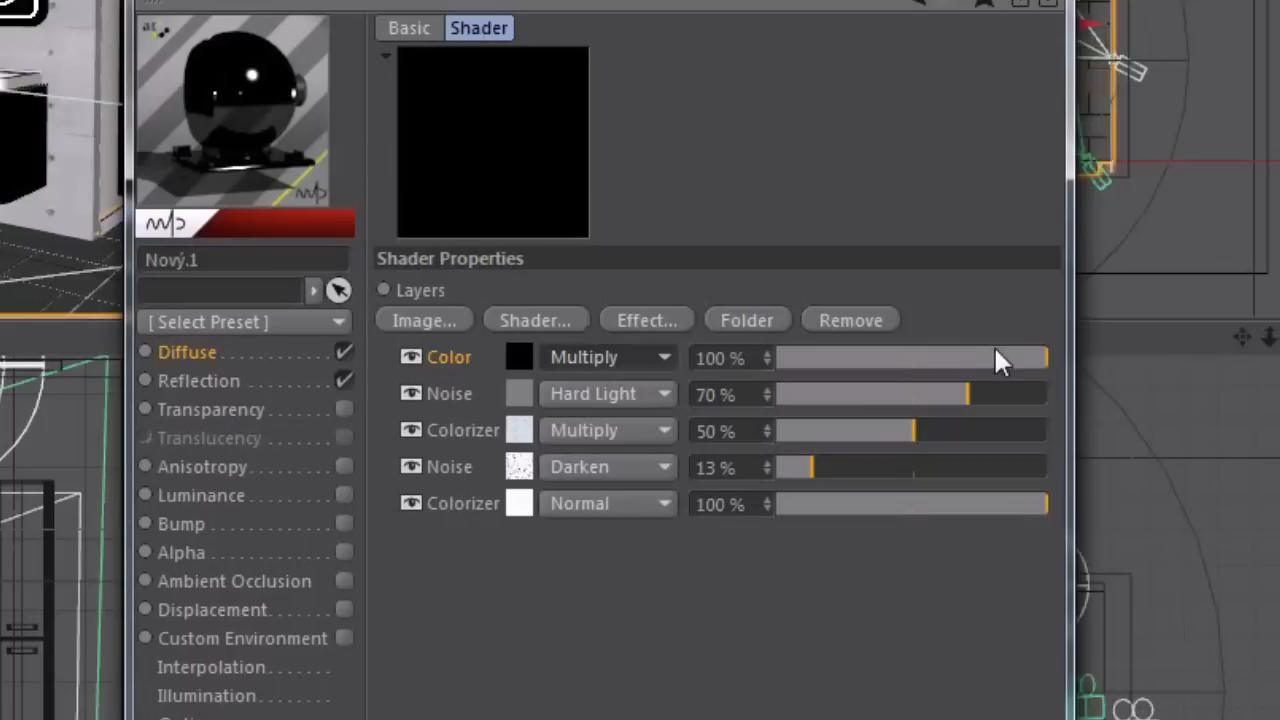 Basic Shader
Shader Properties
Nový.1
Layers
Image... Shader... Effect... Folder Remove
[ Select Preset ]
Color Multiply 100 %
Noise Hard Light 70 %
Colorizer Multiply 50 %
Noise Darken 13 %
Colorizer Normal 100 %
Diffuse
Reflection
Transparency
Translucency
Anisotropy
Luminance
Bump
Alpha
Ambient Occlusion
Displacement
Custom Environment
Interpolation
Illumination